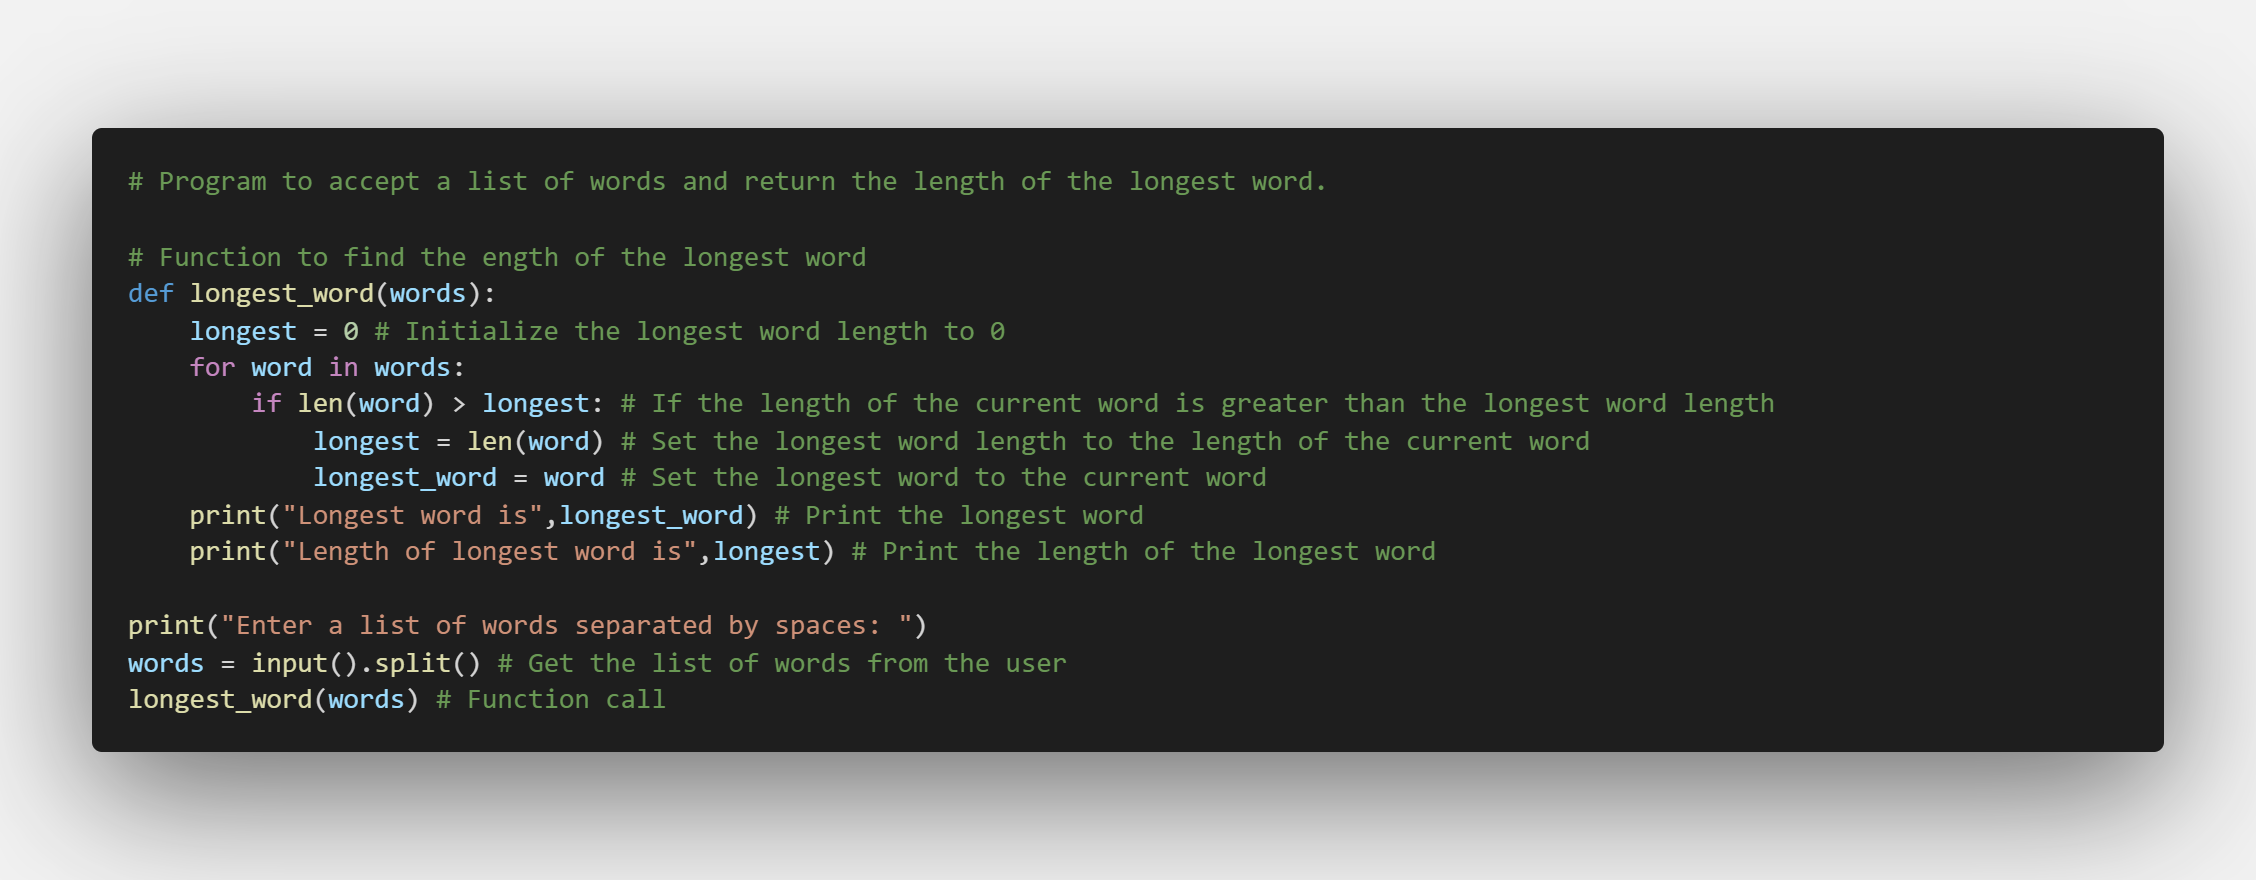 # Program to accept a list of words and return the length of the longest word.

# Function to find the ength of the longest word
def longest_word(words):
    longest = 0 # Initialize the longest word length to 0
    for word in words:
        if len(word) > longest: # If the length of the current word is greater than the longest word length
            longest = len(word) # Set the longest word length to the length of the current word
            longest_word = word # Set the longest word to the current word
    print("Longest word is",longest_word) # Print the longest word
    print("Length of longest word is",longest) # Print the length of the longest word

print("Enter a list of words separated by spaces: ")
words = input().split() # Get the list of words from the user
longest_word(words) # Function call